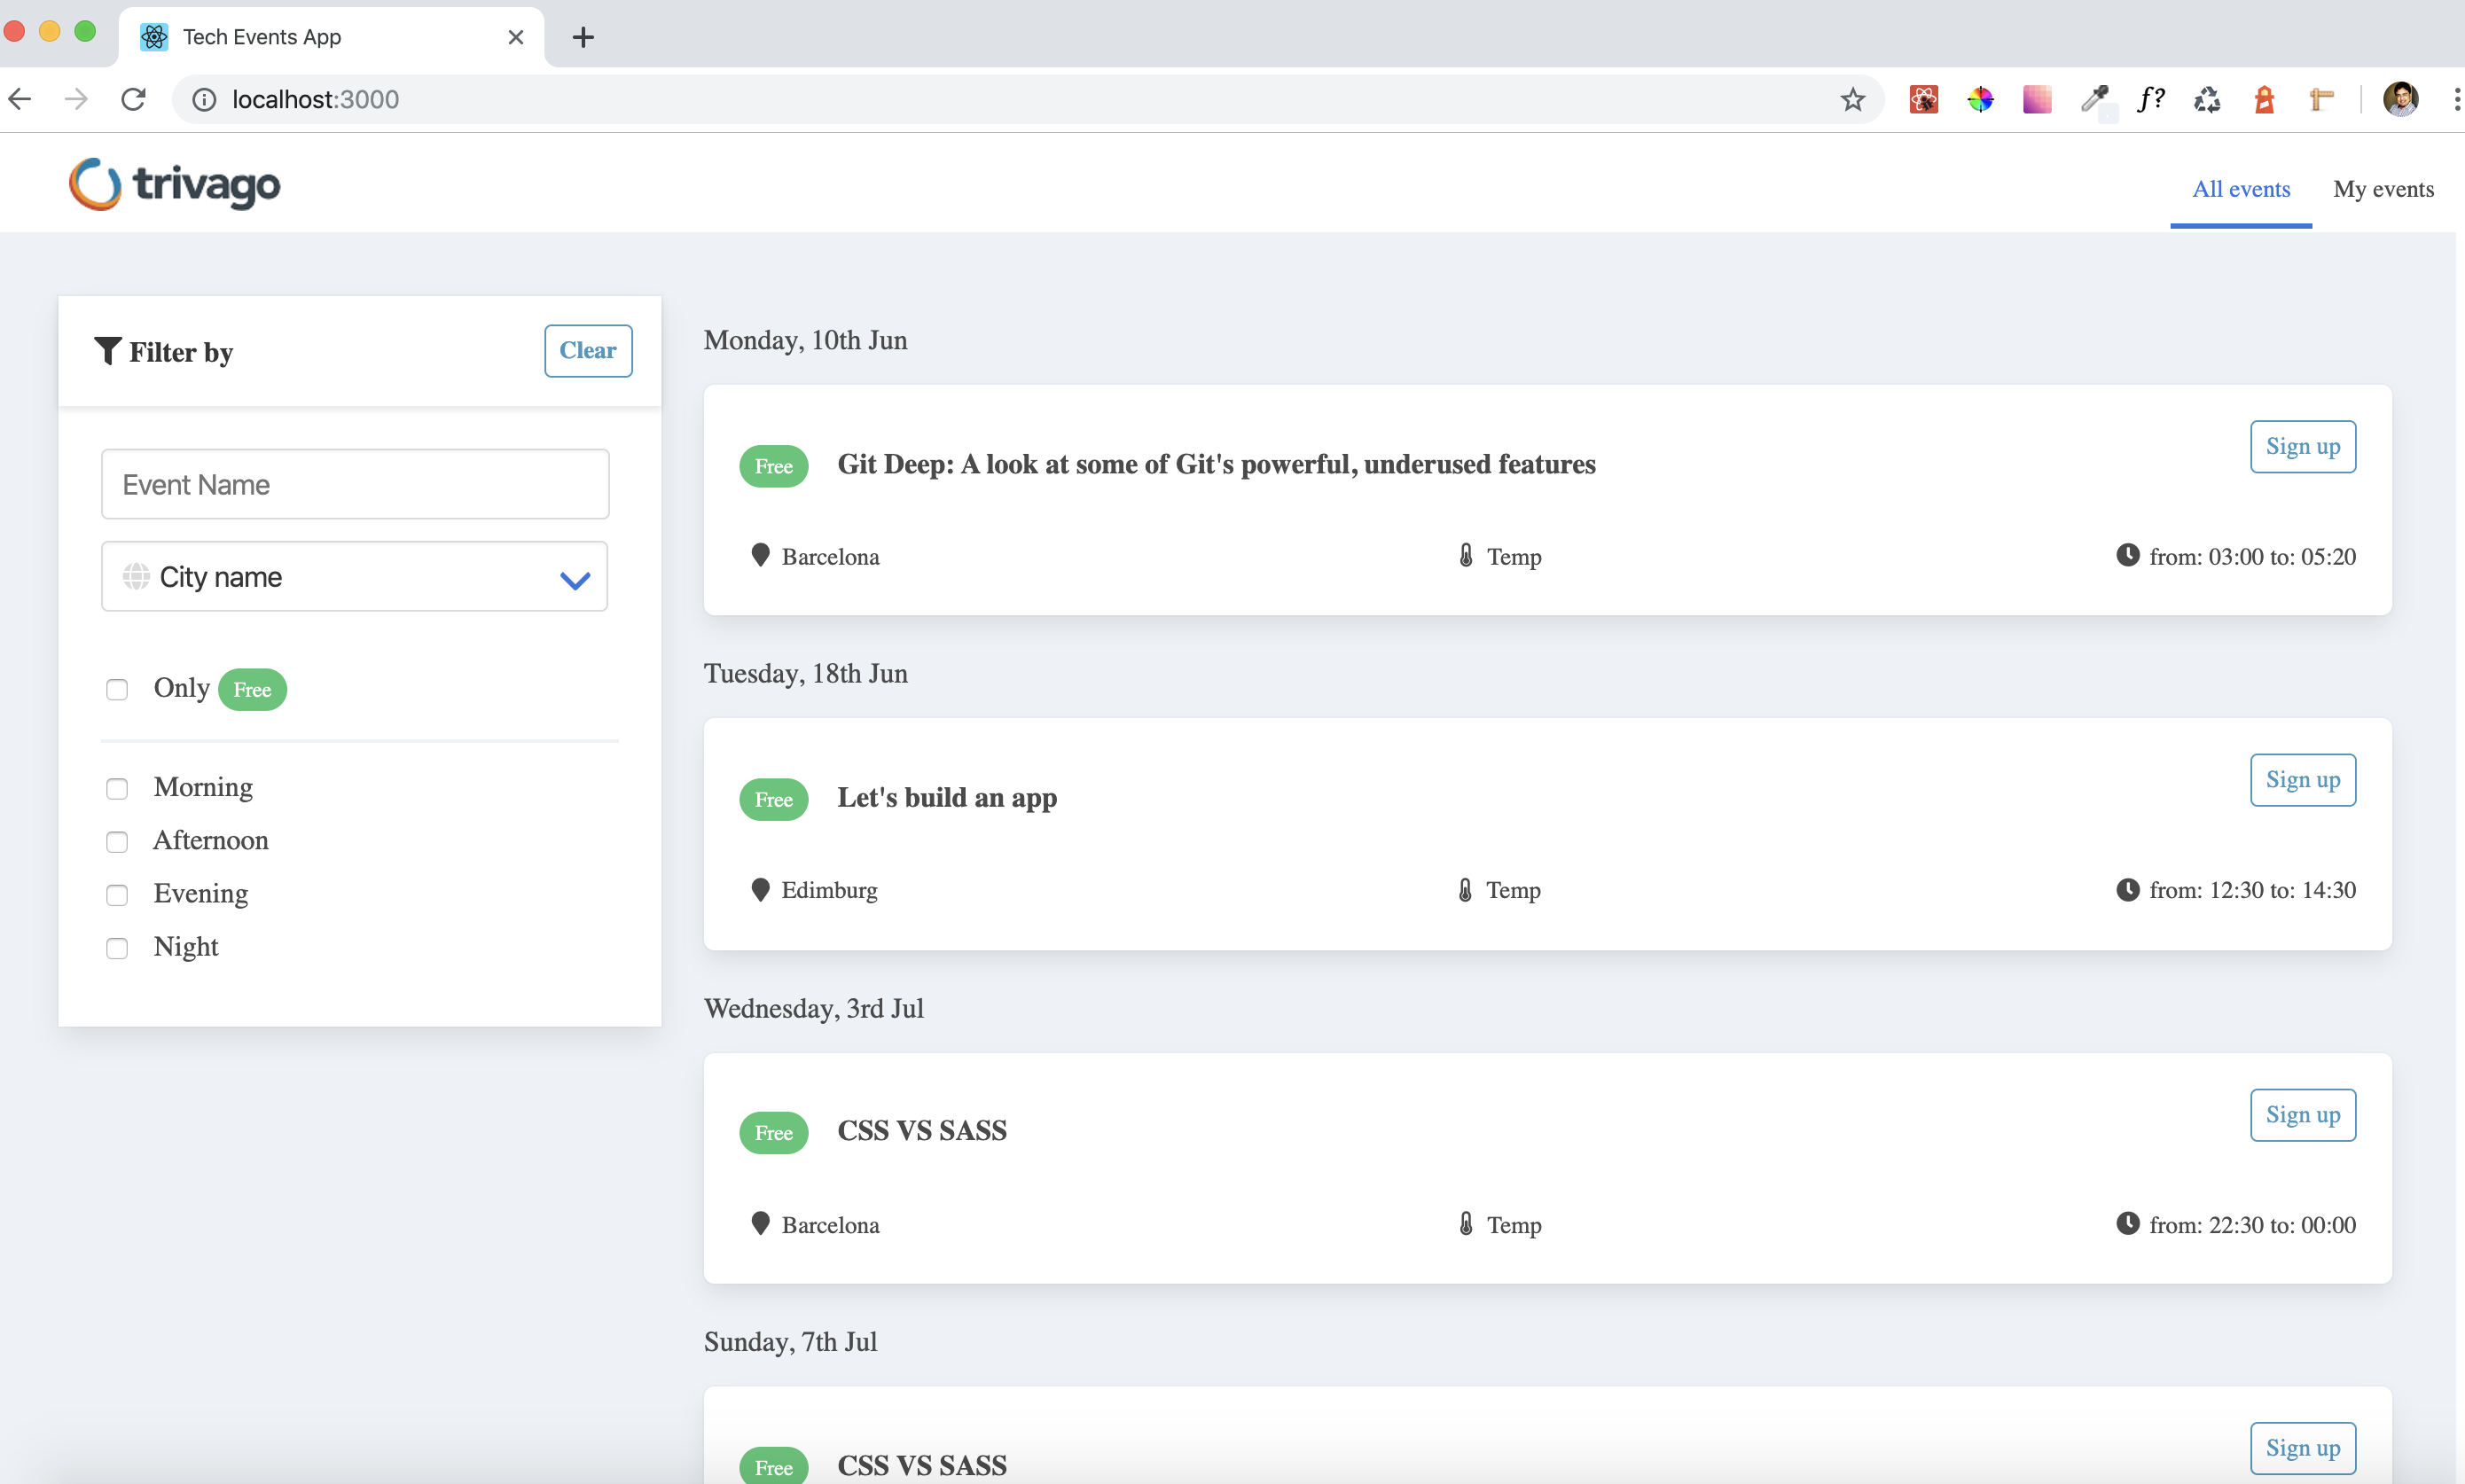 Tech Events App
localhost:3000
f?
trivago
All events
My events
Filter by
Clear
Event Name
City name
Only Free
Morning
Afternoon
Evening
Night
Monday, 10th Jun
Free Git Deep: A look at some of Git's powerful, underused features
Sign up
Barcelona
Temp
from: 03:00 to: 05:20
Tuesday, 18th Jun
Free Let's build an app
Sign up
Edimburg
Temp
from: 12:30 to: 14:30
Wednesday, 3rd Jul
Free CSS VS SASS
Sign up
Barcelona
Temp
from: 22:30 to: 00:00
Sunday, 7th Jul
Free CSS VS SASS
Sign up